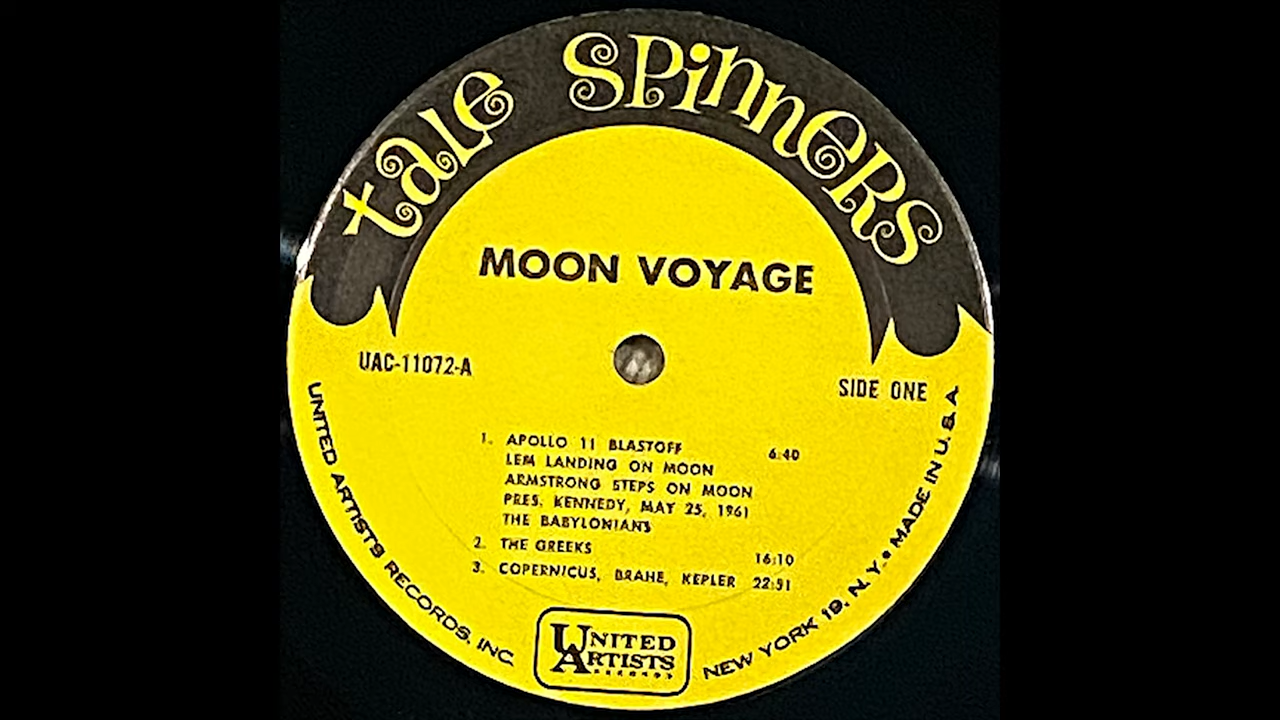 tale spinners
MOON VOYAGE
UAC-11072-A
SIDE ONE
1. APOLLO 11 BLASTOFF 6:40
LEM LANDING ON MOON
ARMSTRONG STEPS ON MOON
PRES. KENNEDY, MAY 25, 1961
THE BABYLONIANS
2. THE GREEKS 16:10
3. COPERNICUS, BRAHE, KEPLER 22:51
UNITED ARTISTS RECORDS, INC.
UNITED
ARTISTS
RECORDS
NEW YORK 19, N. Y. • MADE IN U. S. A.